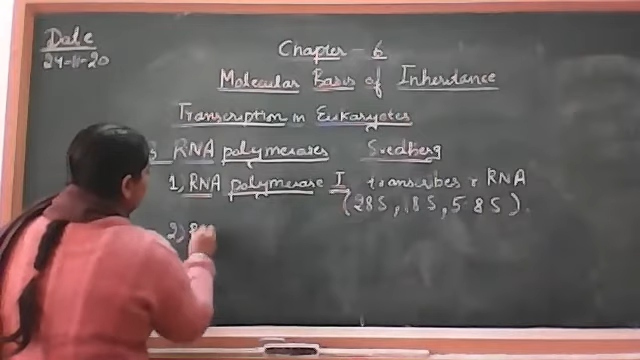 Date
24-11-20
Chapter - 6
Molecular Basis of Inheritance
Transcription in Eukaryotes
3 RNA polymerases Svedberg
1, RNA polymerase I transcribes r RNA
(28S, 18S, 5.8S).
2,